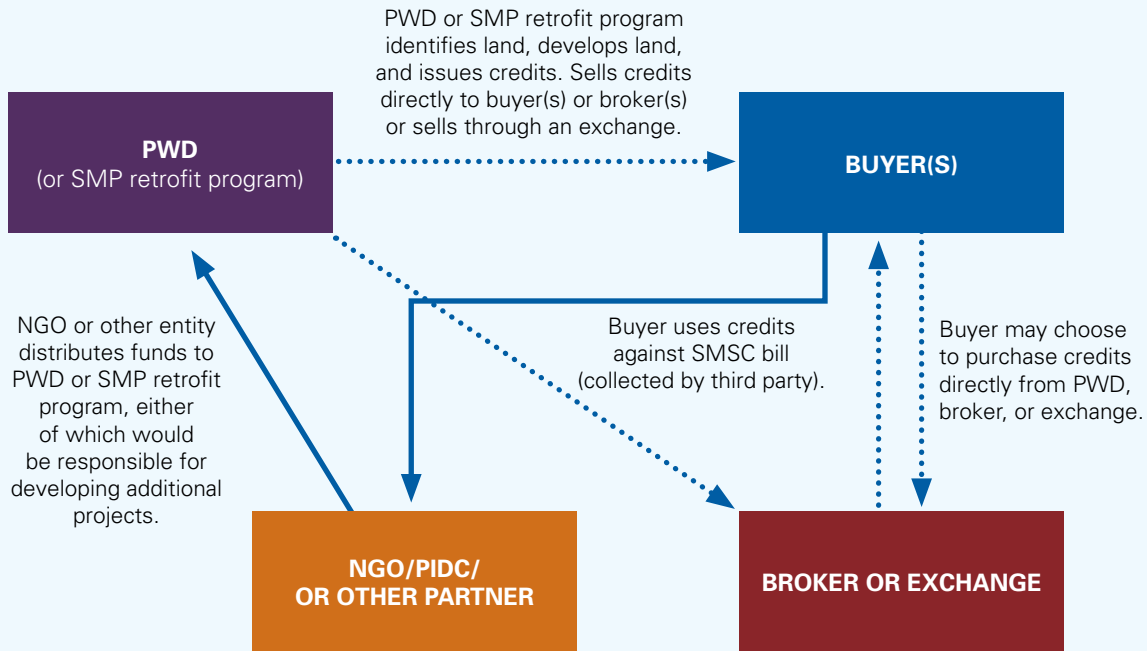 PWD or SMP retrofit program
identifies land, develops land,
and issues credits. Sells credits
directly to buyer(s) or broker(s)
or sells through an exchange.
PWD
(or SMP retrofit program)
BUYER(S)
NGO or other entity
distributes funds to
PWD or SMP retrofit
program, either
of which would
be responsible for
developing additional
projects.
Buyer uses credits
against SMSC bill
(collected by third party).
Buyer may choose
to purchase credits
directly from PWD,
broker, or exchange.
NGO/PIDC/
OR OTHER PARTNER
BROKER OR EXCHANGE